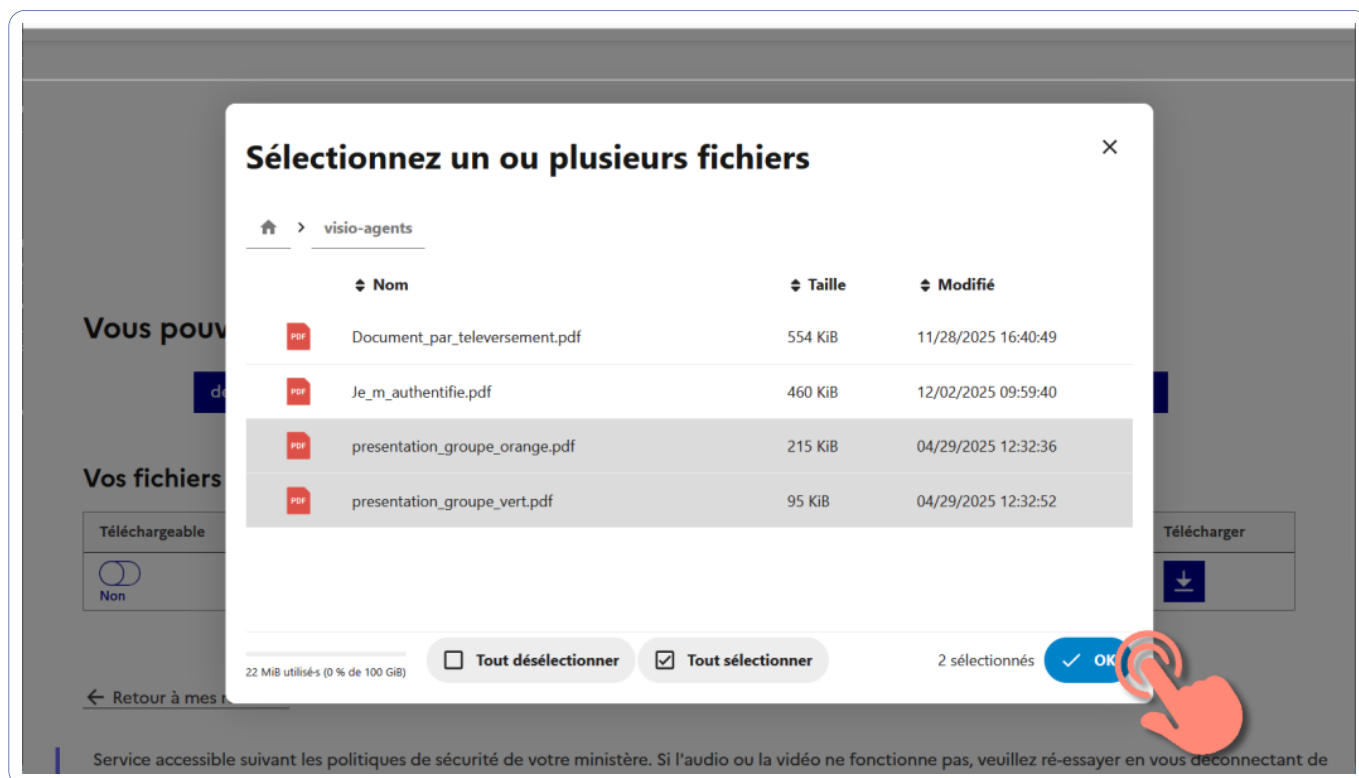 Sélectionnez un ou plusieurs fichiers
visio-agents
Nom Taille Modifié
PDF Document_par_televersement.pdf 554 KiB 11/28/2025 16:40:49
PDF Je_m_authentifie.pdf 460 KiB 12/02/2025 09:59:40
PDF presentation_groupe_orange.pdf 215 KiB 04/29/2025 12:32:36
PDF presentation_groupe_vert.pdf 95 KiB 04/29/2025 12:32:52
22 MiB utilisé·s (0 % de 100 GiB) Tout désélectionner Tout sélectionner 2 sélectionnés OK
Vous
Vos fichiers
Téléchargeable Télécharger
Non
Retour à mes
Service accessible suivant les politiques de sécurité de votre ministère. Si l'audio ou la vidéo ne fonctionne pas, veuillez ré-essayer en vous déconnectant de